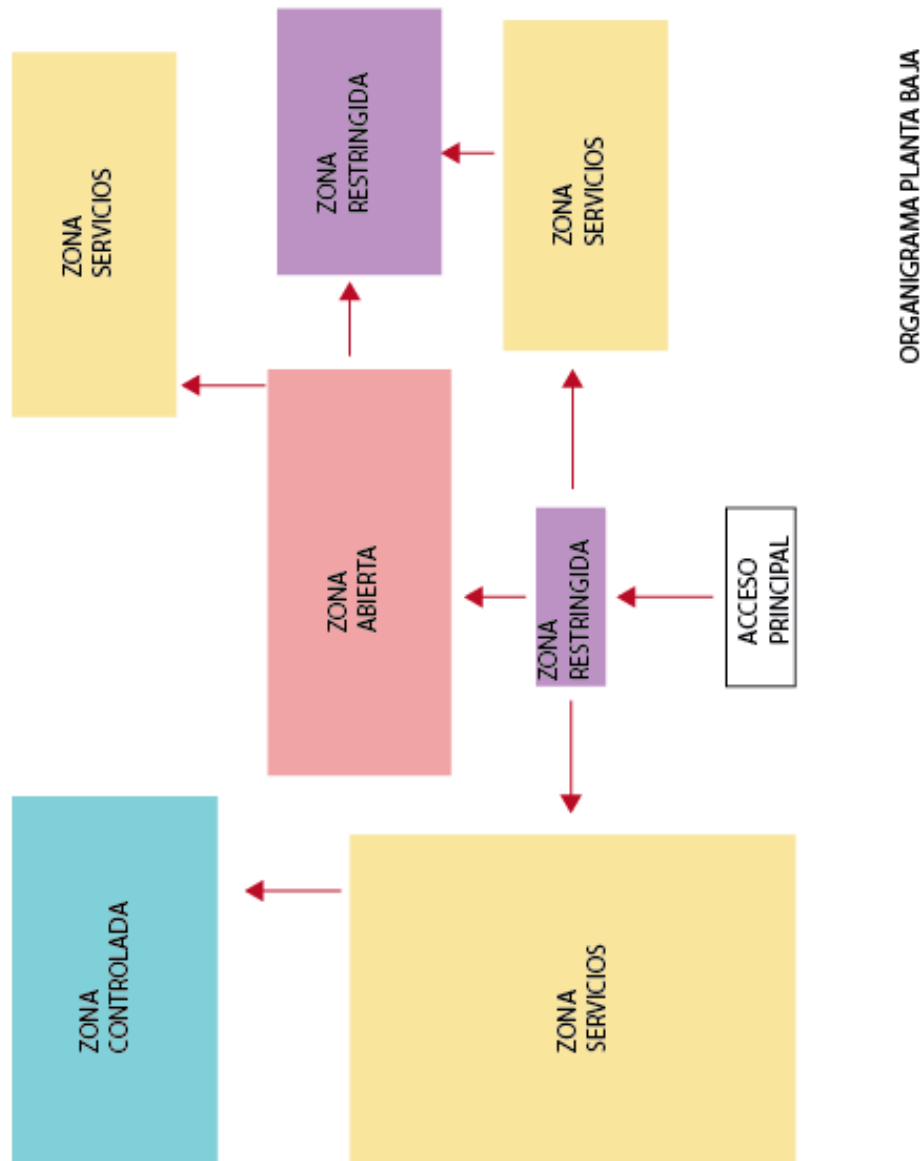 ZONA
SERVICIOS
ZONA
RESTRINGIDA
ZONA
SERVICIOS
ZONA
ABIERTA
ZONA
RESTRINGIDA
ACCESO
PRINCIPAL
ZONA
CONTROLADA
ZONA
SERVICIOS
ORGANIGRAMA PLANTA BAJA